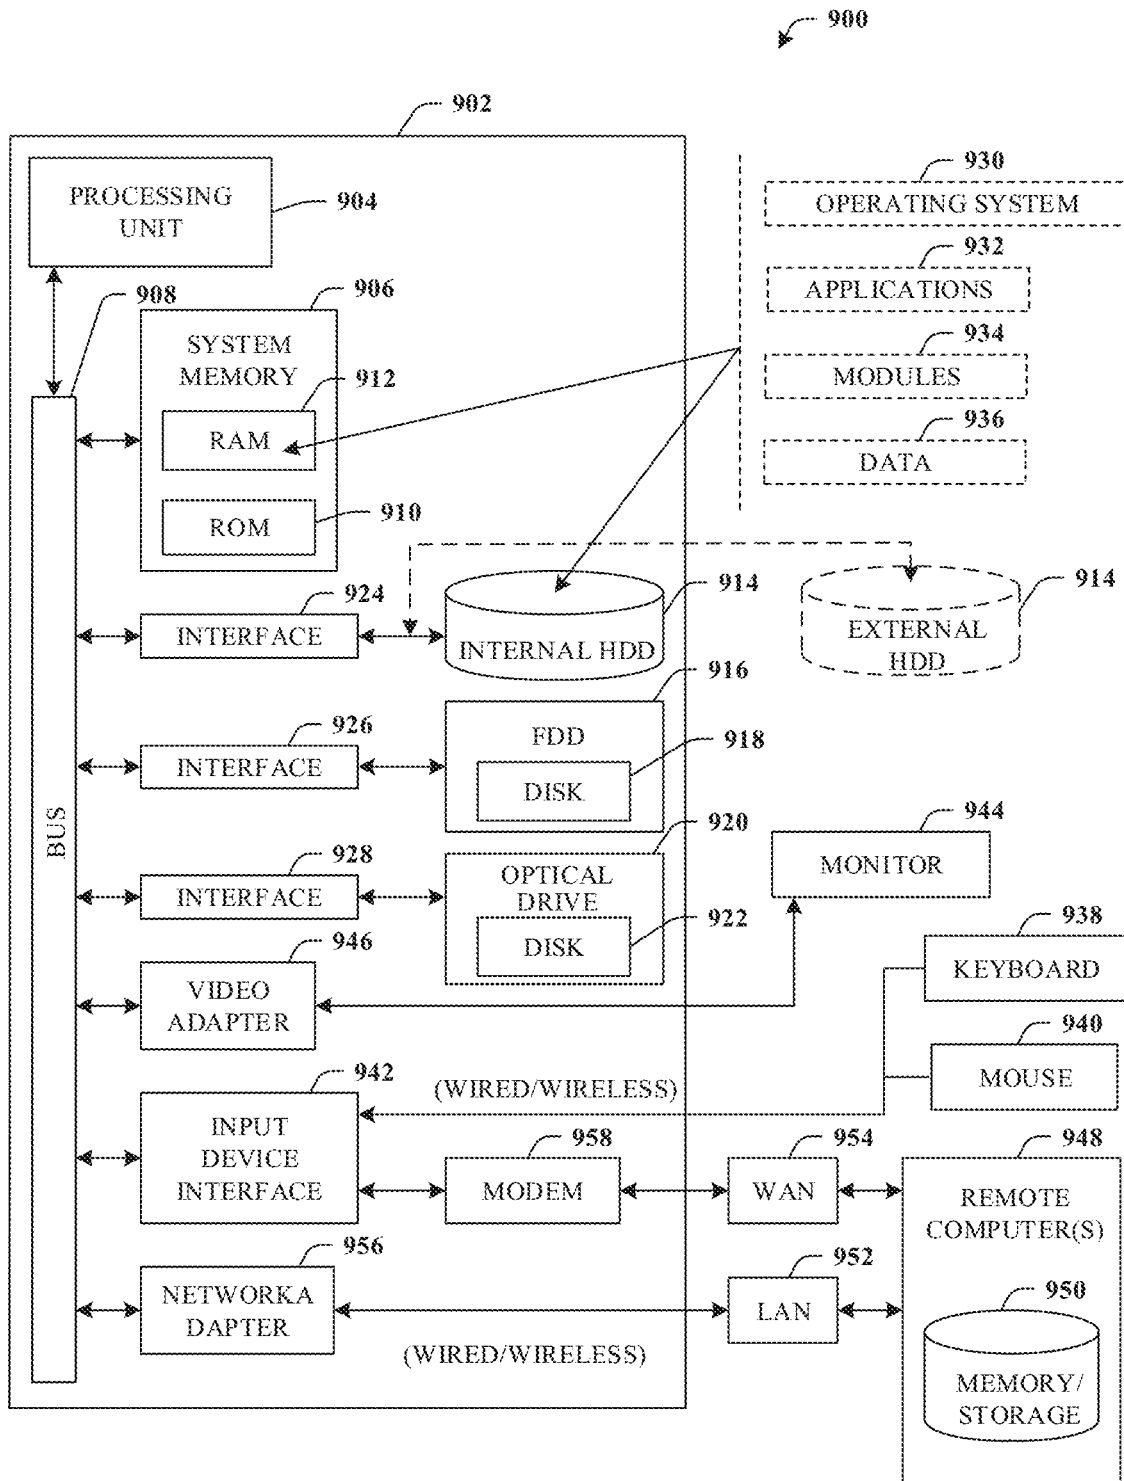 900
902
PROCESSING
UNIT
904
908
906
SYSTEM
MEMORY
912
RAM
910
ROM
930
OPERATING SYSTEM
932
APPLICATIONS
934
MODULES
936
DATA
924
INTERFACE
914
INTERNAL HDD
914
EXTERNAL
HDD
916
926
INTERFACE
FDD
918
DISK
BUS
920
928
INTERFACE
OPTICAL
DRIVE
922
DISK
944
MONITOR
946
VIDEO
ADAPTER
938
KEYBOARD
940
MOUSE
942
(WIRED/WIRELESS)
INPUT
DEVICE
INTERFACE
958
MODEM
954
WAN
948
REMOTE
COMPUTER(S)
956
NETWORKA
DAPTER
952
LAN
(WIRED/WIRELESS)
950
MEMORY/
STORAGE